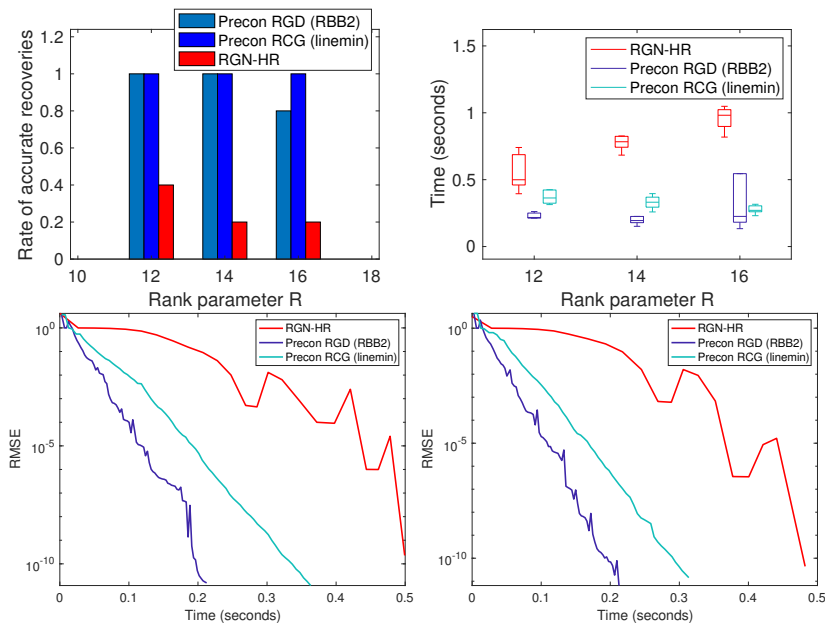 Precon RGD (RBB2)
Precon RCG (linemin)
RGN-HR
1.2
1
0.8
0.6
0.4
0.2
0
Rate of accurate recoveries
10 12 14 16 18
Rank parameter R
RGN-HR
Precon RGD (RBB2)
Precon RCG (linemin)
1.5
1
0.5
0
Time (seconds)
12 14 16
Rank parameter R
RGN-HR
Precon RGD (RBB2)
Precon RCG (linemin)
10^0
10^-5
10^-10
RMSE
0 0.1 0.2 0.3 0.4 0.5
Time (seconds)
RGN-HR
Precon RGD (RBB2)
Precon RCG (linemin)
10^0
10^-5
10^-10
RMSE
0 0.1 0.2 0.3 0.4 0.5
Time (seconds)